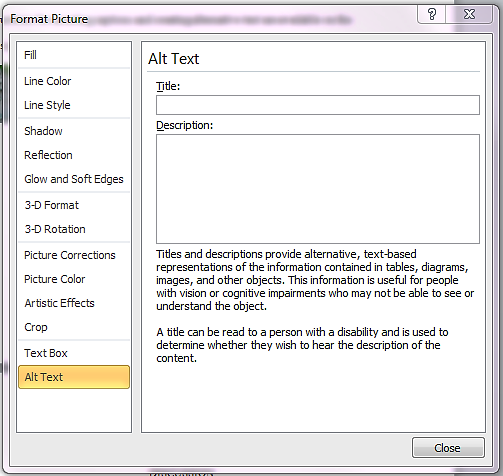 Format Picture
Fill
Line Color
Line Style
Shadow
Reflection
Glow and Soft Edges
3-D Format
3-D Rotation
Picture Corrections
Picture Color
Artistic Effects
Crop
Text Box
Alt Text
Alt Text
Title:
Description:
Titles and descriptions provide alternative, text-based
representations of the information contained in tables, diagrams,
images, and other objects. This information is useful for people
with vision or cognitive impairments who may not be able to see or
understand the object.
A title can be read to a person with a disability and is used to
determine whether they wish to hear the description of the
content.
Close